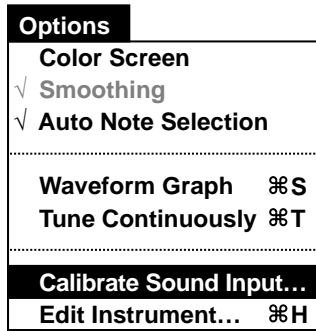 Options
Color Screen
√ Smoothing
√ Auto Note Selection
Waveform Graph ⌘S
Tune Continuously ⌘T
Calibrate Sound Input...
Edit Instrument... ⌘H